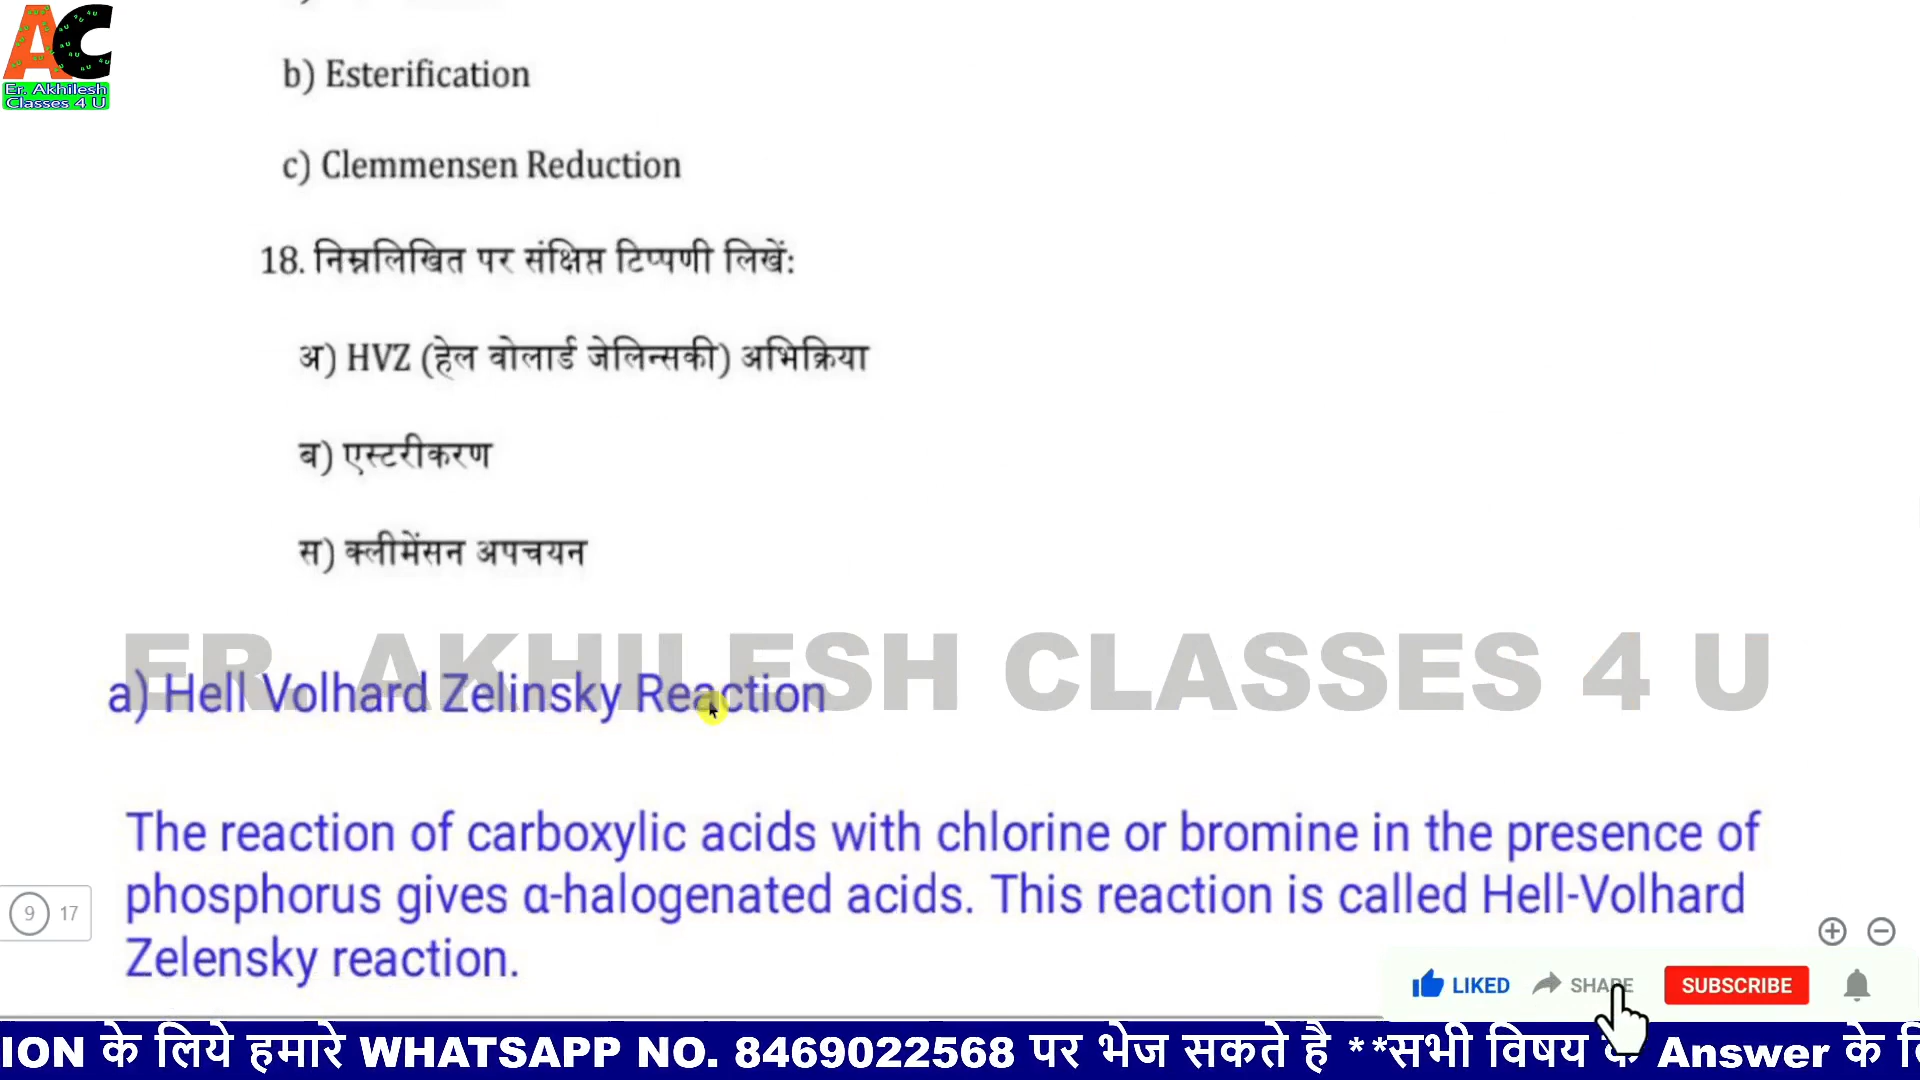 AC
Er. Akhilesh
Classes 4 U
b) Esterification
c) Clemmensen Reduction
18. निम्नलिखित पर संक्षिप्त टिप्पणी लिखें:
अ) HVZ (हेल वोलार्ड जेलिन्सकी) अभिक्रिया
ब) एस्टरीकरण
स) क्लीमेंसन अपचयन
ER. AKHILESH CLASSES 4 U
a) Hell Volhard Zelinsky Reaction
The reaction of carboxylic acids with chlorine or bromine in the presence of
phosphorus gives α-halogenated acids. This reaction is called Hell-Volhard
Zelensky reaction.
9 17
LIKED SHARE SUBSCRIBE
ION के लिये हमारे WHATSAPP NO. 8469022568 पर भेज सकते है **सभी विषय के Answer के